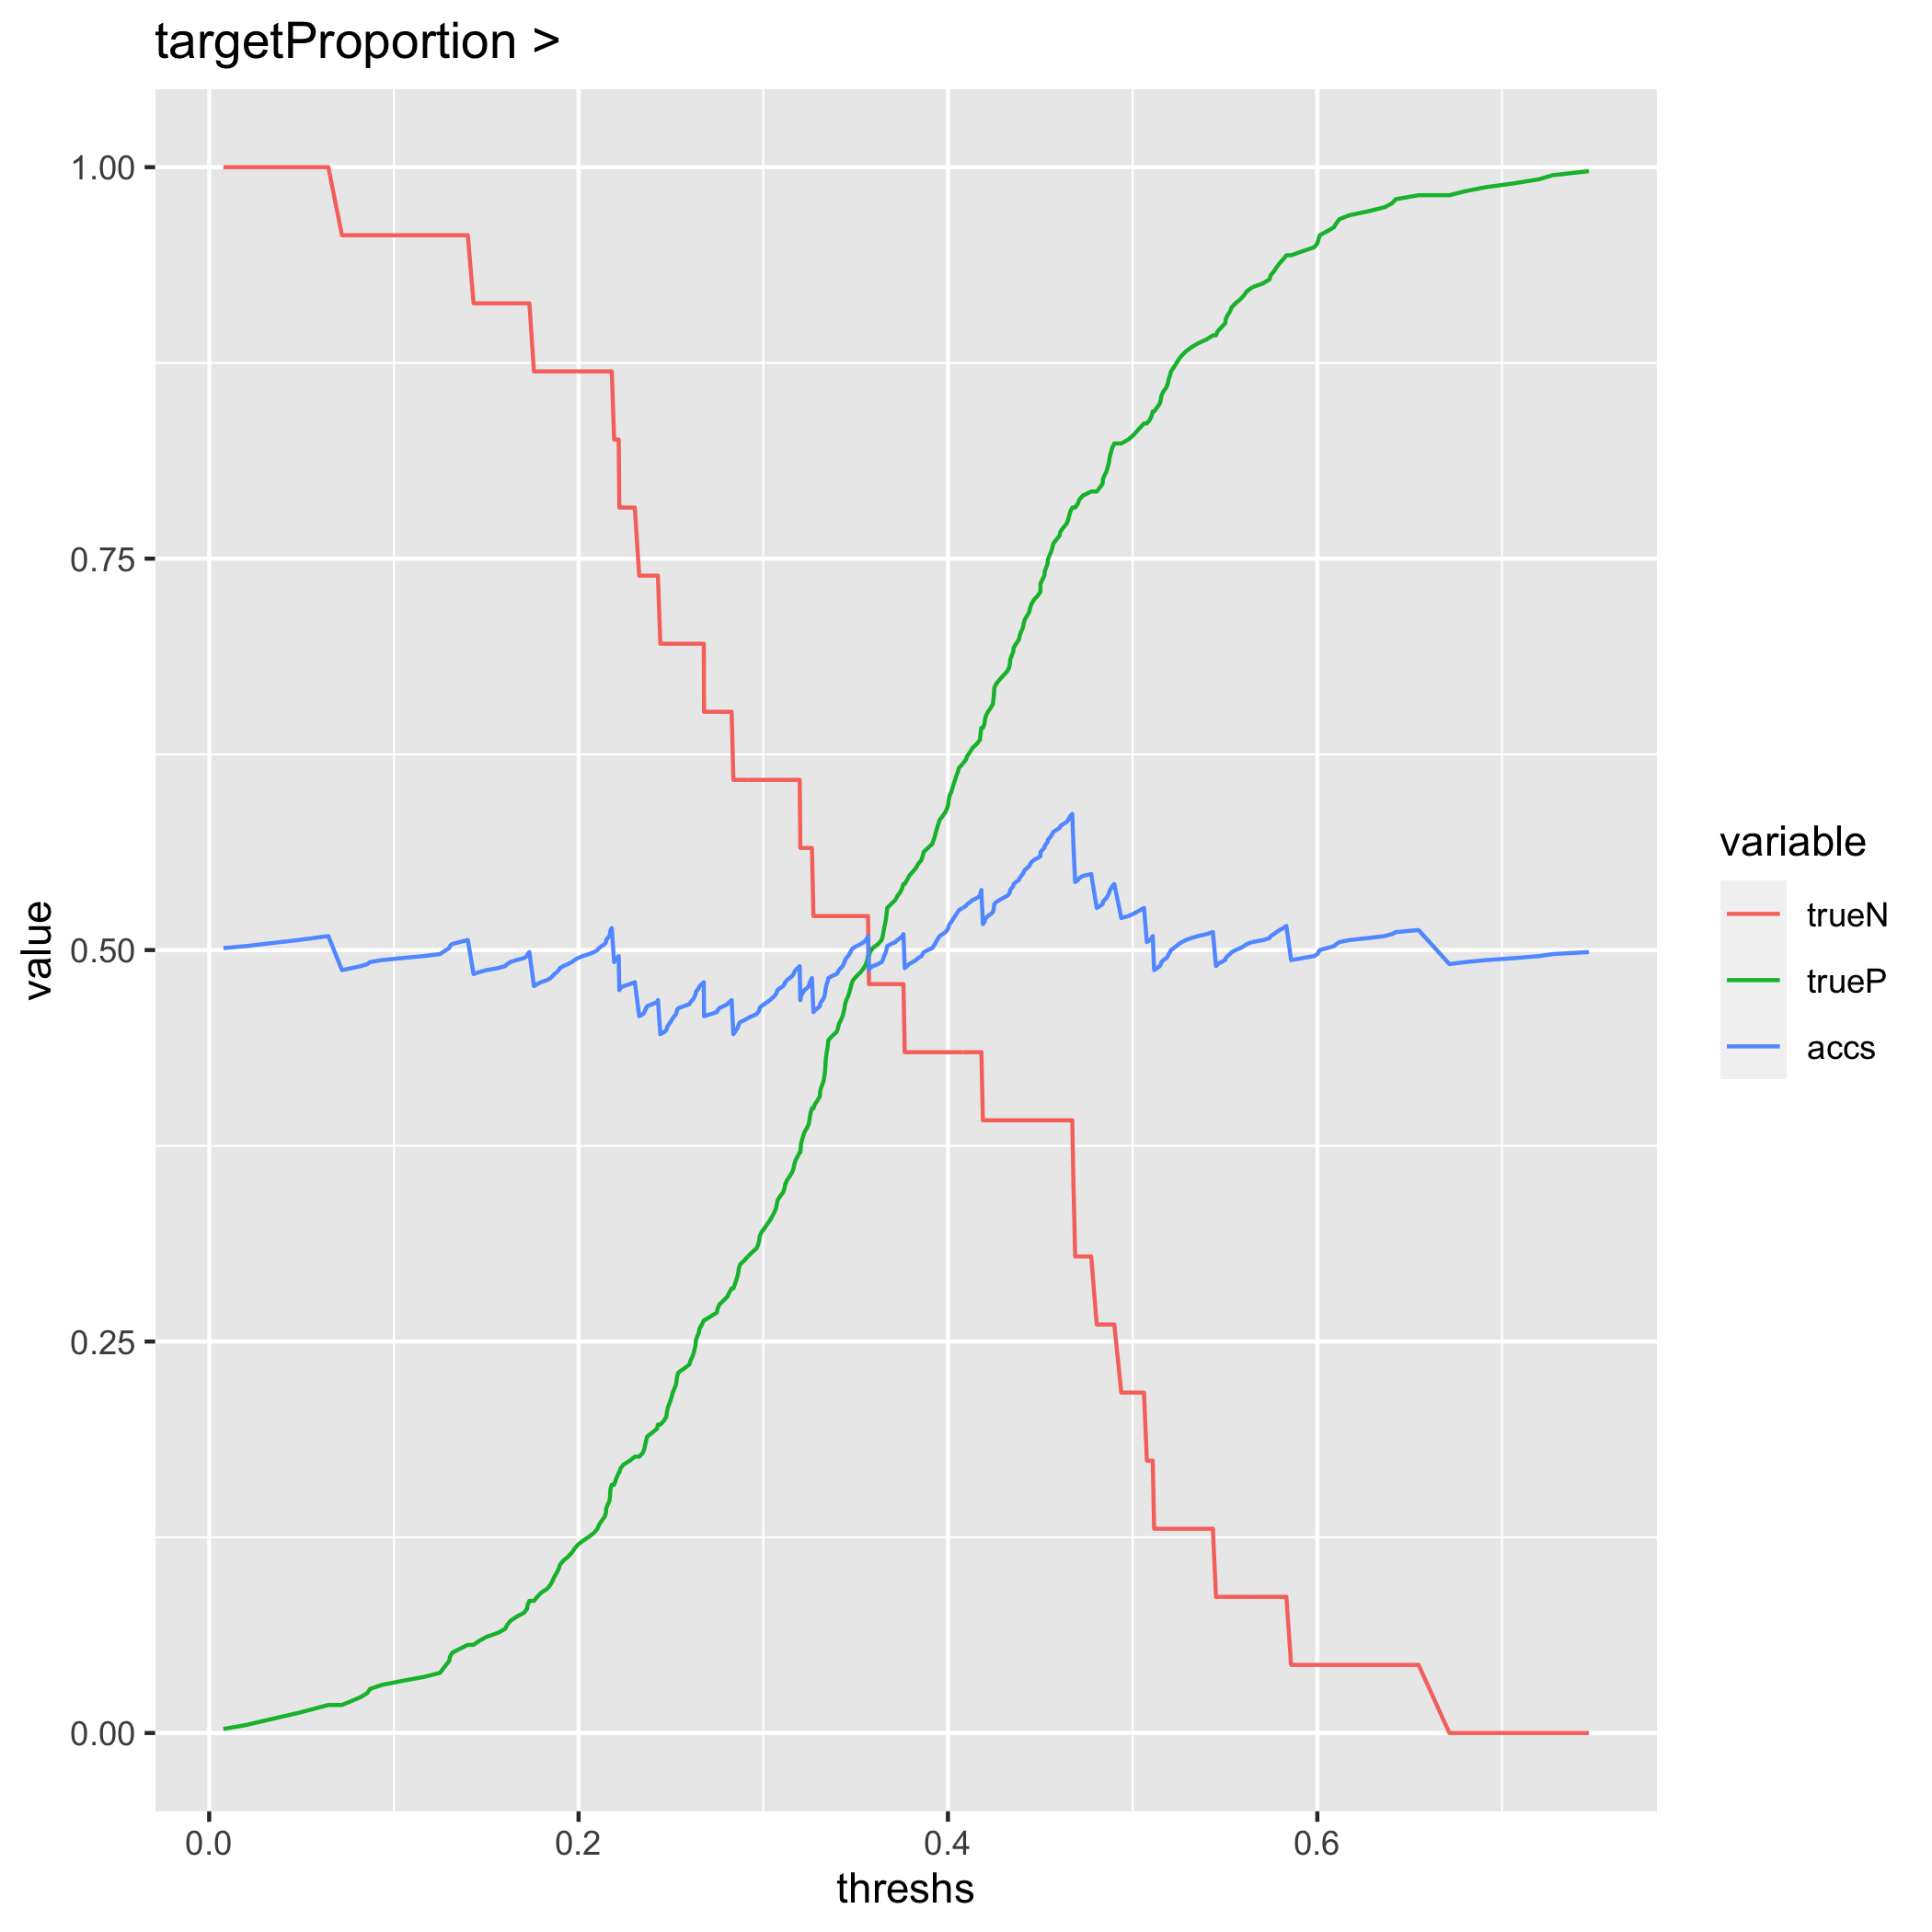 targetProportion >
1.00
0.75
0.50
0.25
0.00
value
0.0
0.2
0.4
0.6
threshs
variable
trueN
trueP
accs